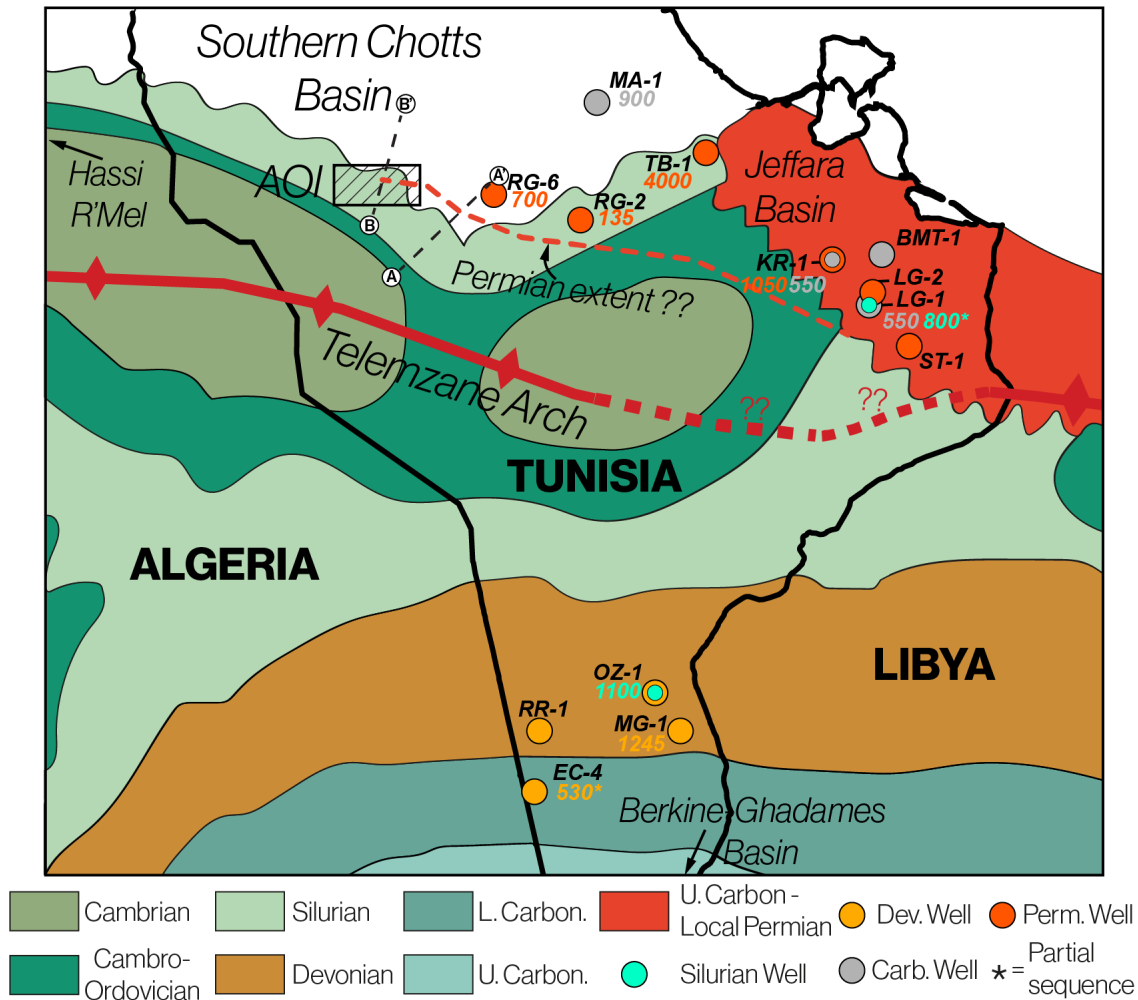 Southern Chotts
Basin
B'
MA-1
900
Hassi
R'Mel
AOI
A'
RG-6
700
RG-2
135
TB-1
4000
Jeffara
Basin
B
A
BMT-1
KR-1
1050 550
LG-2
LG-1
550 800*
ST-1
Permian extent ??
Telemzane Arch
??
??
TUNISIA
ALGERIA
LIBYA
OZ-1
1100
RR-1
MG-1
1245
EC-4
530*
Berkine-Ghadames
Basin
Cambrian
Silurian
L. Carbon.
U. Carbon -
Local Permian
Dev. Well
Perm. Well
Cambro-
Ordovician
Devonian
U. Carbon.
Silurian Well
Carb. Well
* = Partial
sequence